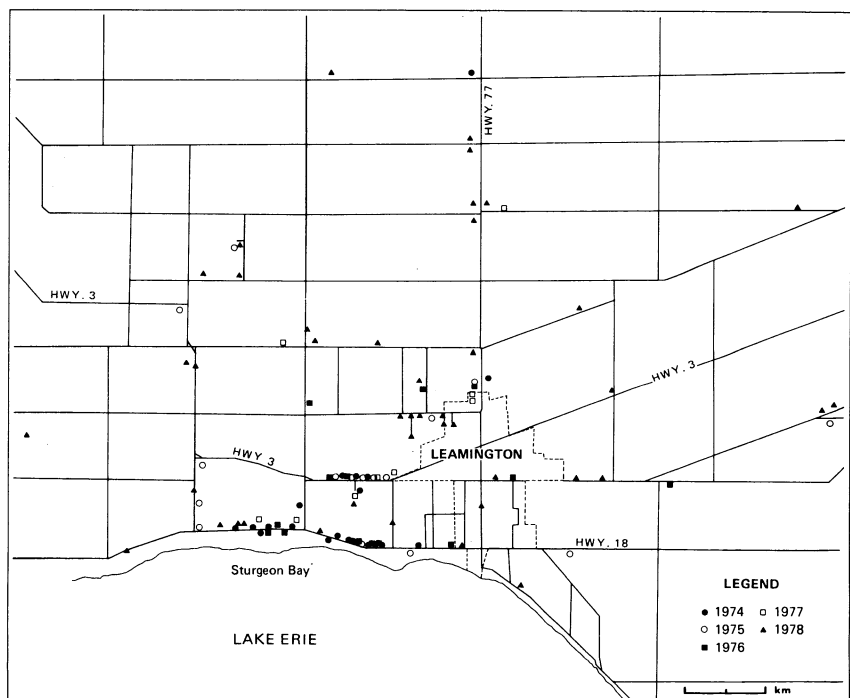 HWY. 77
HWY. 3
HWY. 3
HWY. 3
LEAMINGTON
HWY. 18
Sturgeon Bay
LAKE ERIE
LEGEND
1974
1977
1975
1978
1976
km